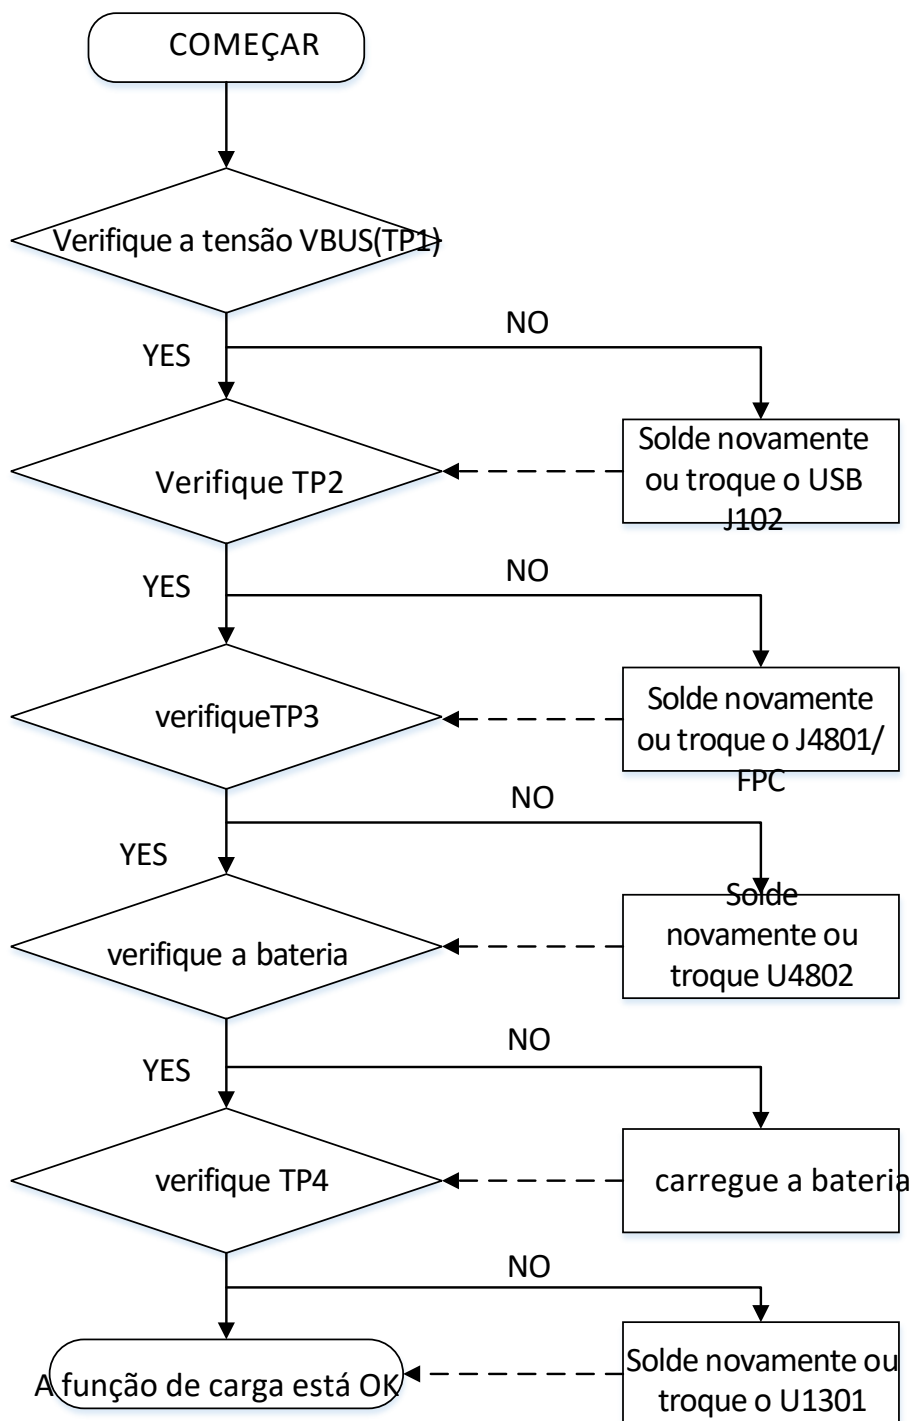 COMEÇAR
Verifique a tensão VBUS(TP1)
NO
YES
Solde novamente
ou troque o USB
J102
Verifique TP2
NO
YES
Solde novamente
ou troque o J4801/
FPC
verifiqueTP3
NO
YES
Solde
novamente ou
troque U4802
verifique a bateria
NO
YES
carregue a bateria
verifique TP4
NO
Solde novamente ou
troque o U1301
A função de carga está OK